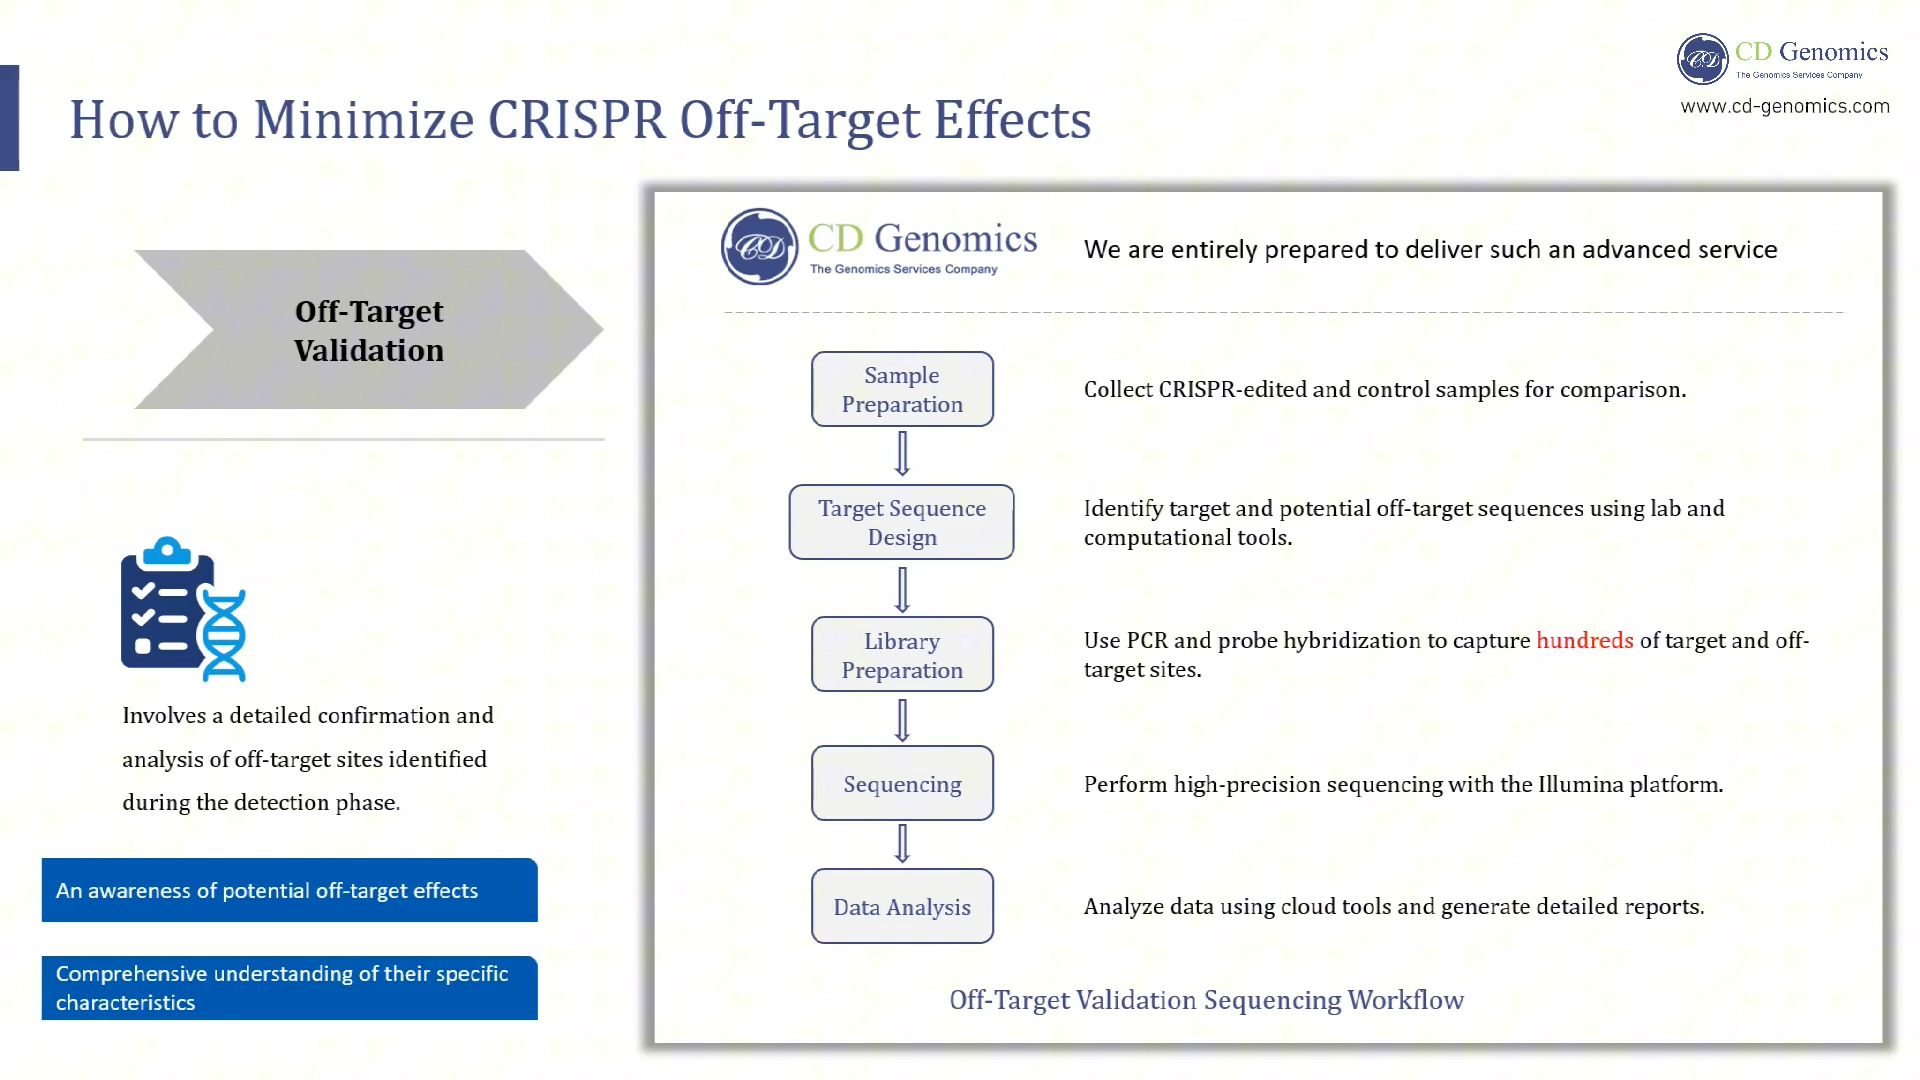 CD Genomics
The Genomics Services Company
www.cd-genomics.com
How to Minimize CRISPR Off-Target Effects
Off-Target
Validation
Involves a detailed confirmation and
analysis of off-target sites identified
during the detection phase.
An awareness of potential off-target effects
Comprehensive understanding of their specific
characteristics
CD Genomics
The Genomics Services Company
We are entirely prepared to deliver such an advanced service
Sample
Preparation
Collect CRISPR-edited and control samples for comparison.
Target Sequence
Design
Identify target and potential off-target sequences using lab and
computational tools.
Library
Preparation
Use PCR and probe hybridization to capture hundreds of target and off-
target sites.
Sequencing
Perform high-precision sequencing with the Illumina platform.
Data Analysis
Analyze data using cloud tools and generate detailed reports.
Off-Target Validation Sequencing Workflow